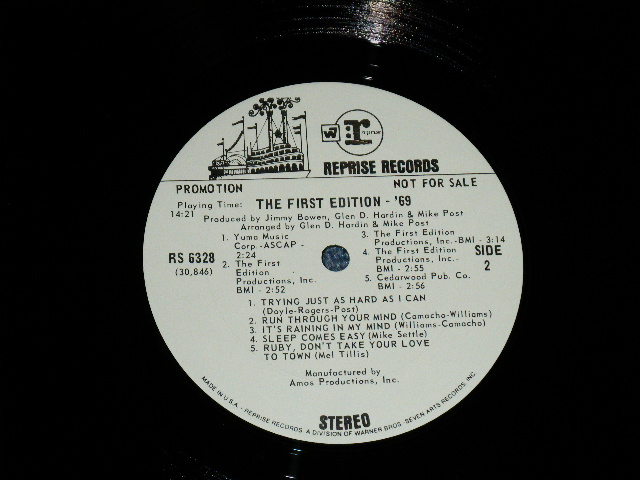 W7
r
reprise
REPRISE RECORDS
PROMOTION
NOT FOR SALE
Playing Time:
14:21
THE FIRST EDITION - '69
Produced by Jimmy Bowen, Glen D. Hardin & Mike Post
Arranged by Glen D. Hardin & Mike Post
RS 6328
(30,846)
1. Yuma Music
Corp.-ASCAP -
2:24
2. The First
Edition
Productions, Inc.
BMI - 2:52
3. The First Edition
Productions, Inc.-BMI - 3:14
4. The First Edition
Productions, Inc.-
BMI - 2:55
5. Cedarwood Pub. Co.
BMI - 2:56
SIDE
2
1. TRYING JUST AS HARD AS I CAN
(Doyle-Rogers-Post)
2. RUN THROUGH YOUR MIND (Camacho-Williams)
3. IT'S RAINING IN MY MIND (Williams-Camacho)
4. SLEEP COMES EASY (Mike Settle)
5. RUBY, DON'T TAKE YOUR LOVE
TO TOWN (Mel Tillis)
Manufactured by
Amos Productions, Inc.
STEREO
MADE IN U.S.A. - REPRISE RECORDS, A DIVISION OF WARNER BROS. - SEVEN ARTS RECORDS, INC.